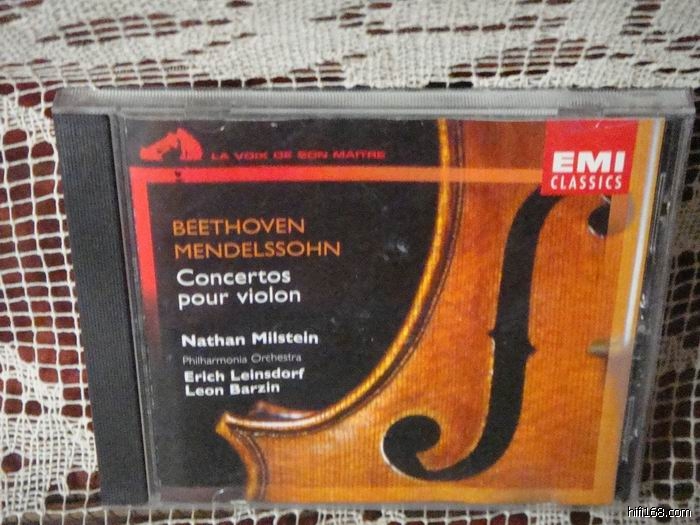 LA VOIX DE SON MAITRE
EMI
CLASSICS
BEETHOVEN
MENDELSSOHN
Concertos
pour violon
Nathan Milstein
Philharmonia Orchestra
Erich Leinsdorf
Leon Barzin
hifi168.com